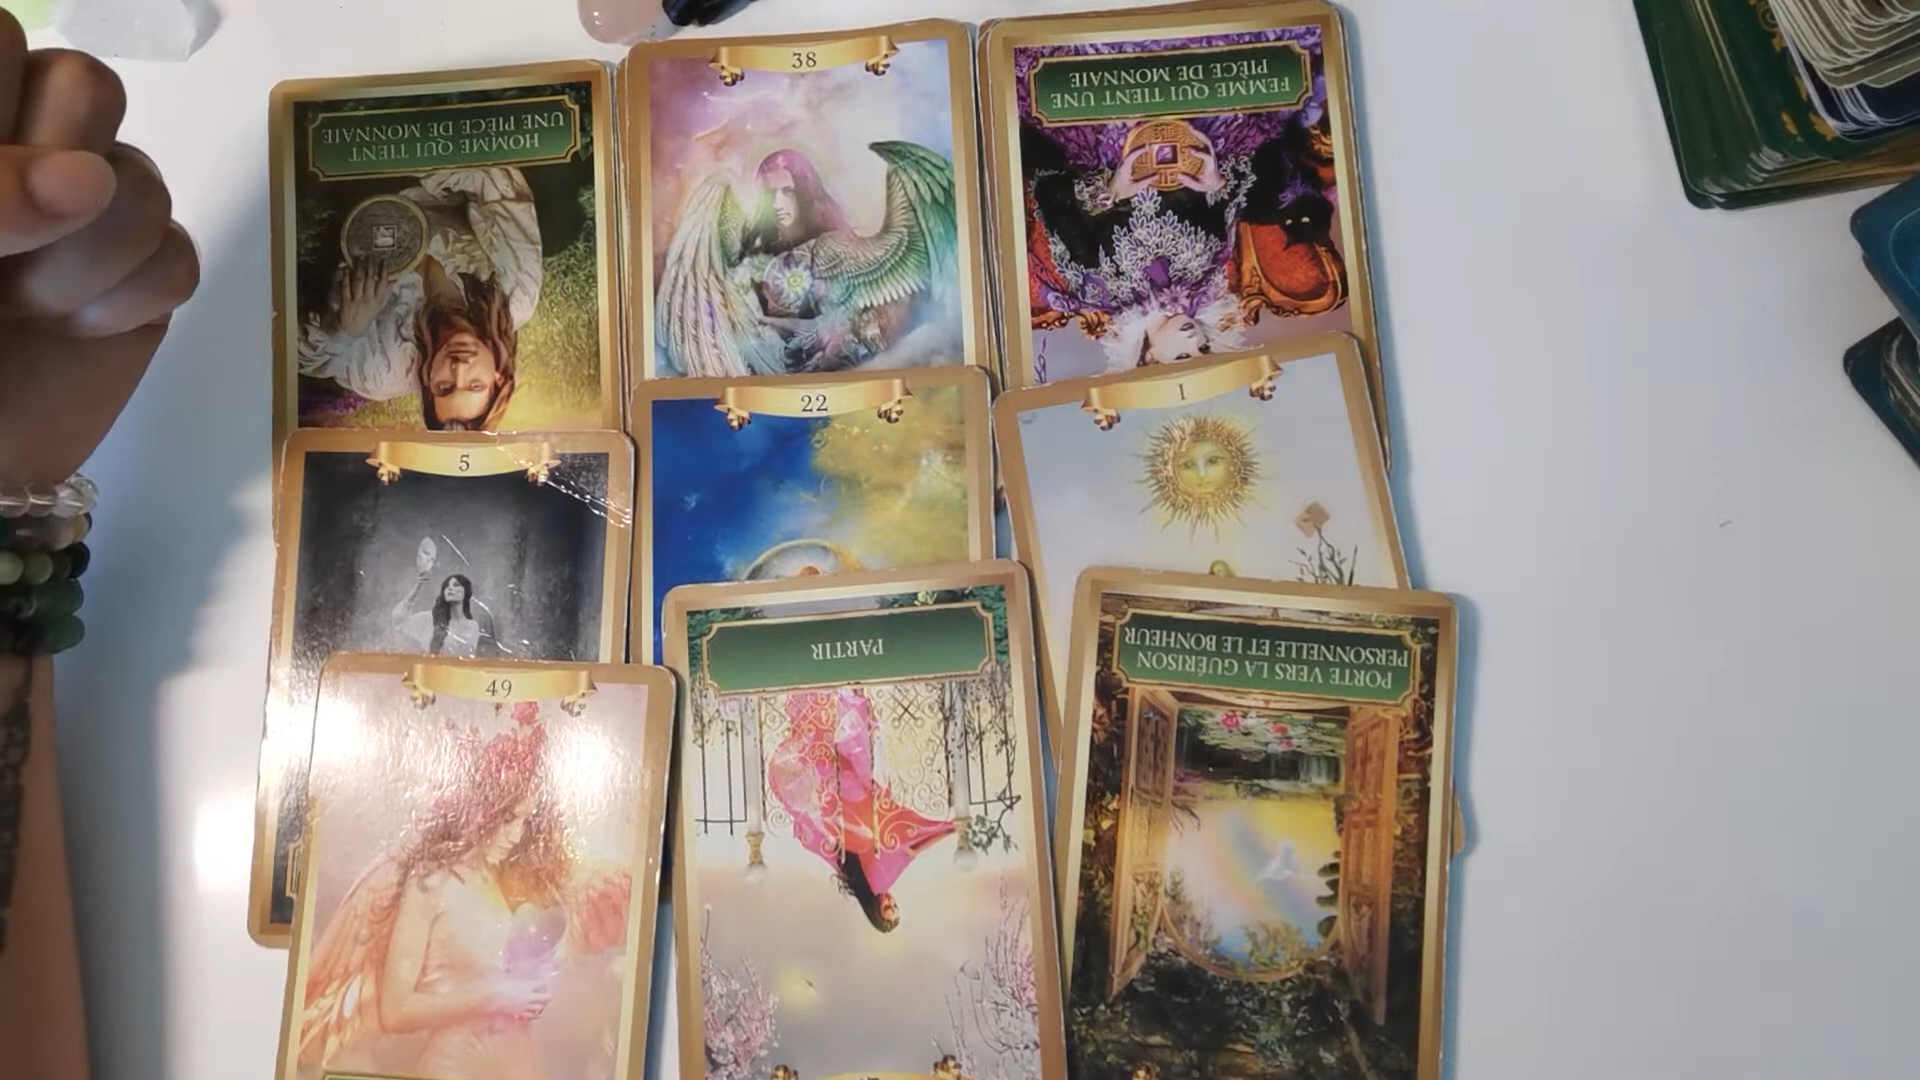 HOMME QUI TIENT
UNE PIÈCE DE MONNAIE
38
FEMME QUI TIENT UNE
PIÈCE DE MONNAIE
5
22
1
49
PARTIR
PORTE VERS LA GUÉRISON
PERSONNELLE ET LE BONHEUR